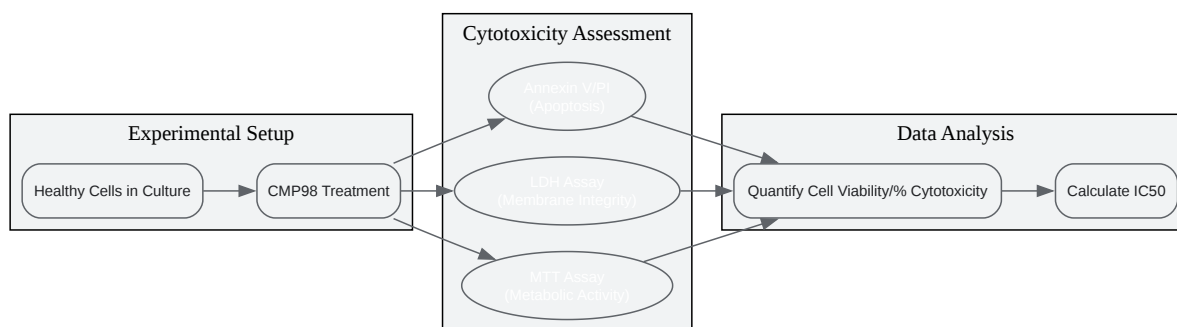 Cytotoxicity Assessment
Experimental Setup
Data Analysis
Annexin V/PI
(Apoptosis)
Healthy Cells in Culture
CMP98 Treatment
LDH Assay
(Membrane Integrity)
Quantify Cell Viability/% Cytotoxicity
Calculate IC50
MTT Assay
(Metabolic Activity)